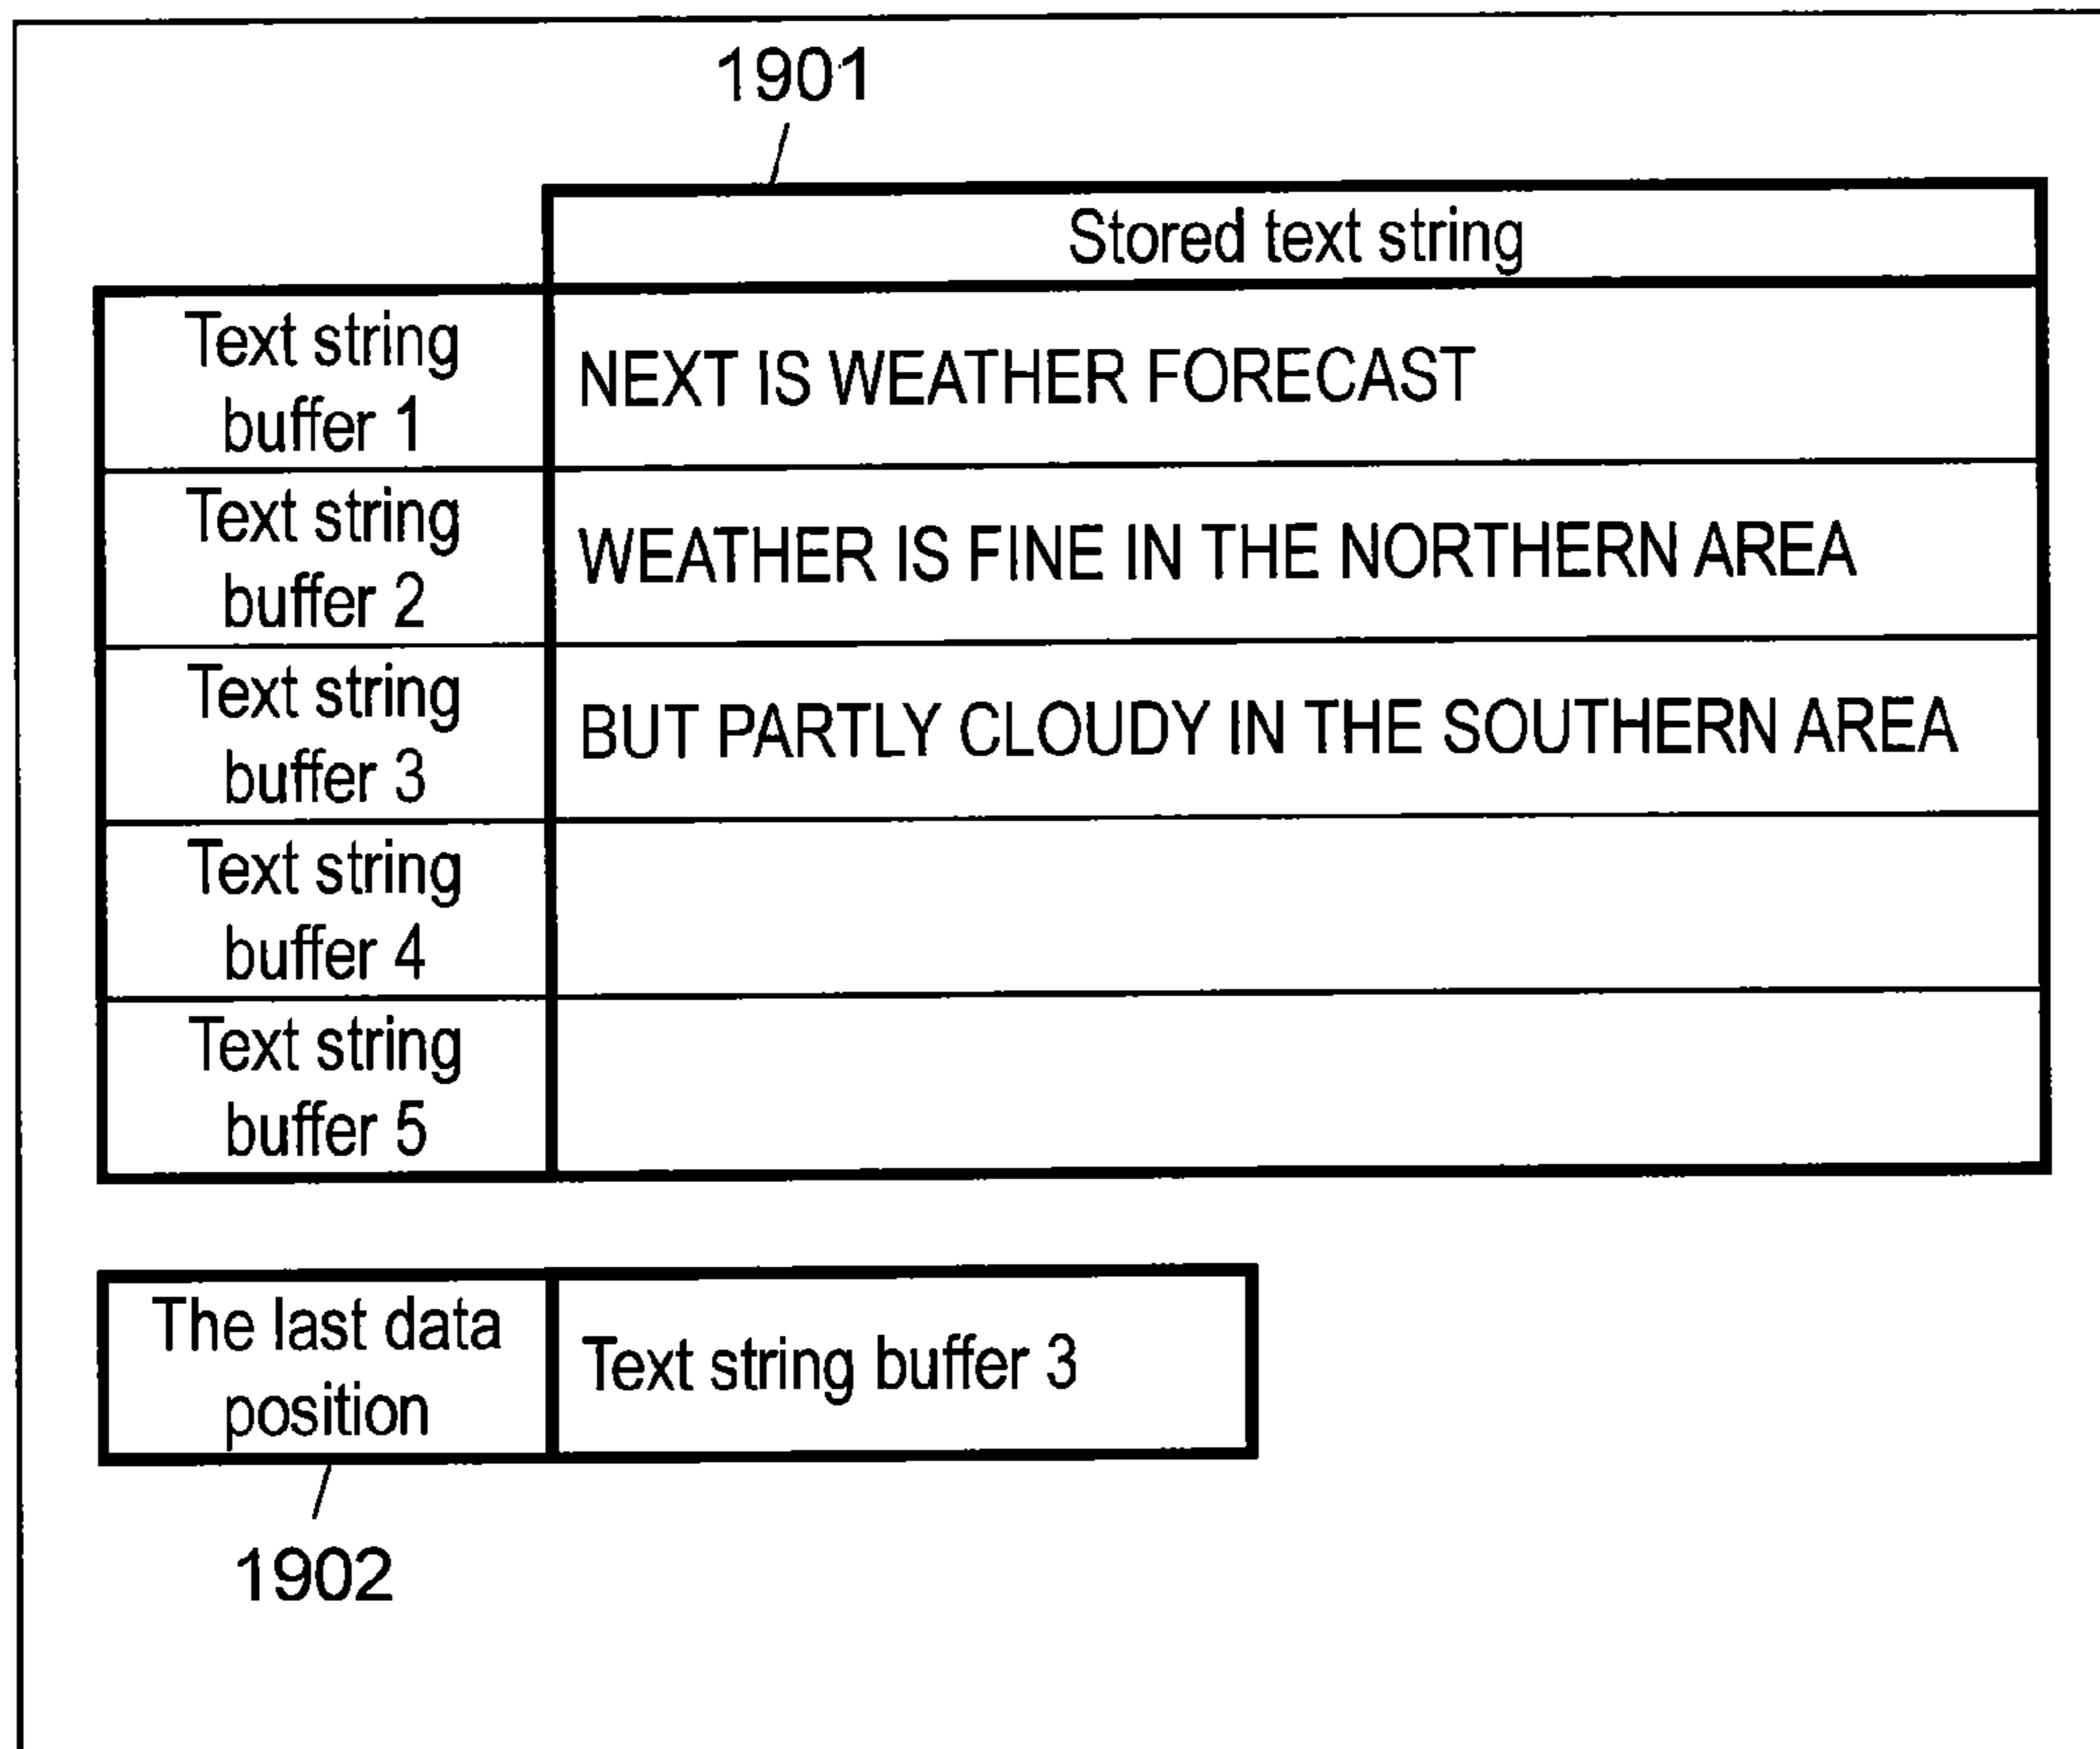 1901
Stored text string
Text string
buffer 1
NEXT IS WEATHER FORECAST
Text string
buffer 2
WEATHER IS FINE IN THE NORTHERN AREA
Text string
buffer 3
BUT PARTLY CLOUDY IN THE SOUTHERN AREA
Text string
buffer 4
Text string
buffer 5
The last data
position
Text string buffer 3
1902